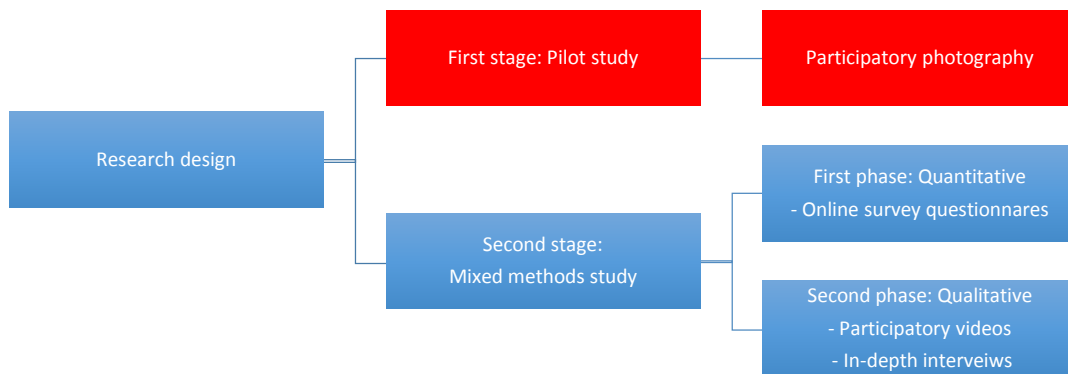 Research design
First stage: Pilot study
Participatory photography
Second stage:
Mixed methods study
First phase: Quantitative
- Online survey questionnares
Second phase: Qualitative
- Participatory videos
- In-depth interveiws